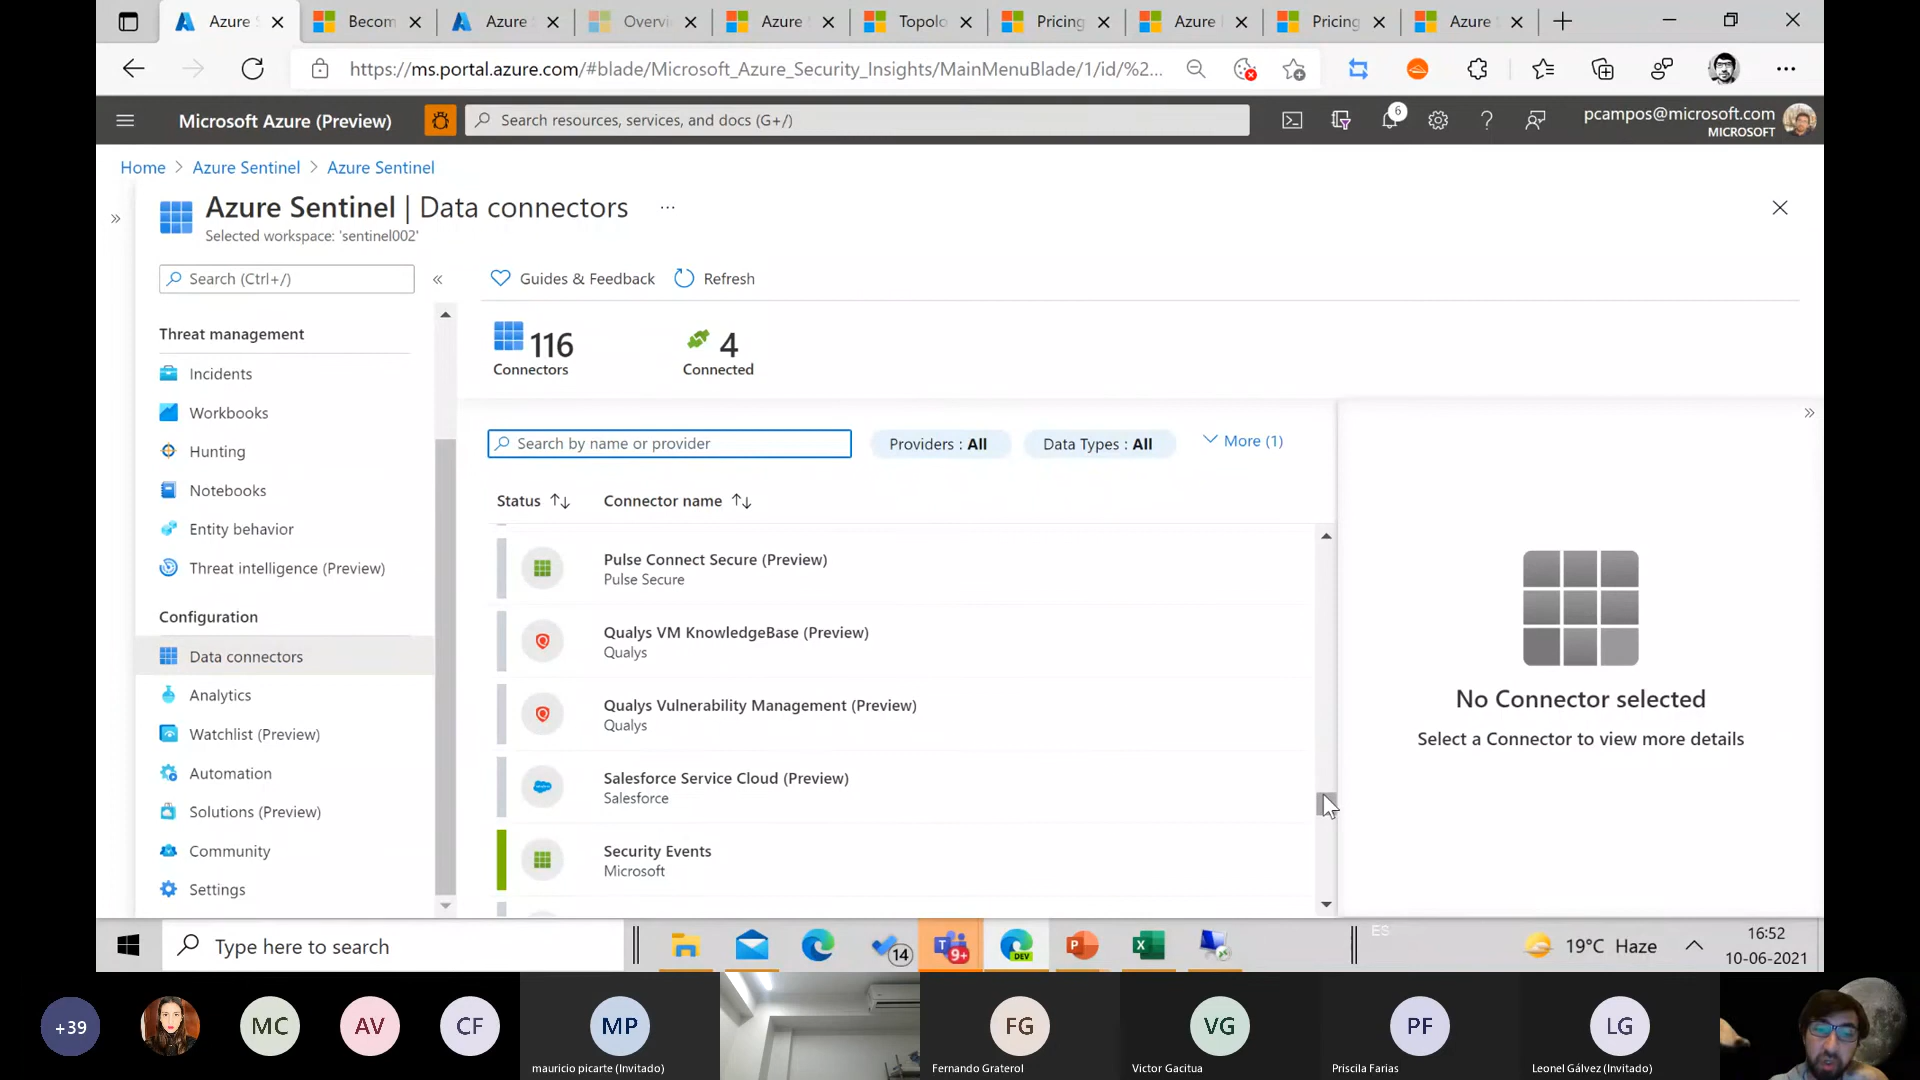 Azure S
Becom
Azure
Overvi
Azure
Topolo
Pricing
Azure
Pricing
Azure
https://ms.portal.azure.com/#blade/Microsoft_Azure_Security_Insights/MainMenuBlade/1/id/%2...
Microsoft Azure (Preview)
Search resources, services, and docs (G+/)
6
pcampos@microsoft.com
MICROSOFT
Home > Azure Sentinel > Azure Sentinel
Azure Sentinel | Data connectors ...
Selected workspace: 'sentinel002'
Search (Ctrl+/)
Guides & Feedback
Refresh
Threat management
Incidents
Workbooks
Hunting
Notebooks
Entity behavior
Threat intelligence (Preview)
Configuration
Data connectors
Analytics
Watchlist (Preview)
Automation
Solutions (Preview)
Community
Settings
116
Connectors
4
Connected
Search by name or provider
Providers : All
Data Types : All
More (1)
Status
Connector name
Pulse Connect Secure (Preview)
Pulse Secure
Qualys VM KnowledgeBase (Preview)
Qualys
Qualys Vulnerability Management (Preview)
Qualys
Salesforce Service Cloud (Preview)
Salesforce
Security Events
Microsoft
No Connector selected
Select a Connector to view more details
Type here to search
14
9+
DEV
ES
19°C Haze
16:52
10-06-2021
+39
MC
AV
CF
MP
mauricio picarte (Invitado)
FG
Fernando Graterol
VG
Victor Gacitua
PF
Priscila Farias
LG
Leonel Gálvez (Invitado)